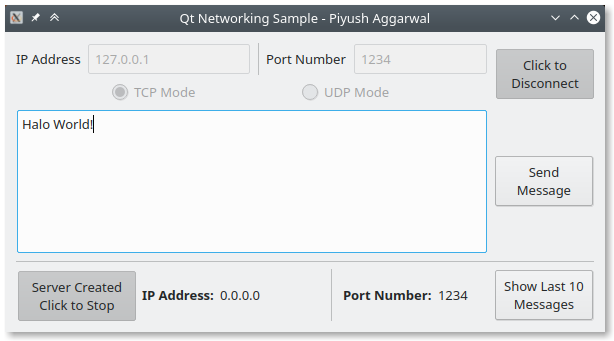 Qt Networking Sample - Piyush Aggarwal
IP Address 127.0.0.1 Port Number 1234
Click to
Disconnect
TCP Mode UDP Mode
Halo World!
Send
Message
Server Created
Click to Stop
IP Address: 0.0.0.0 Port Number: 1234
Show Last 10
Messages